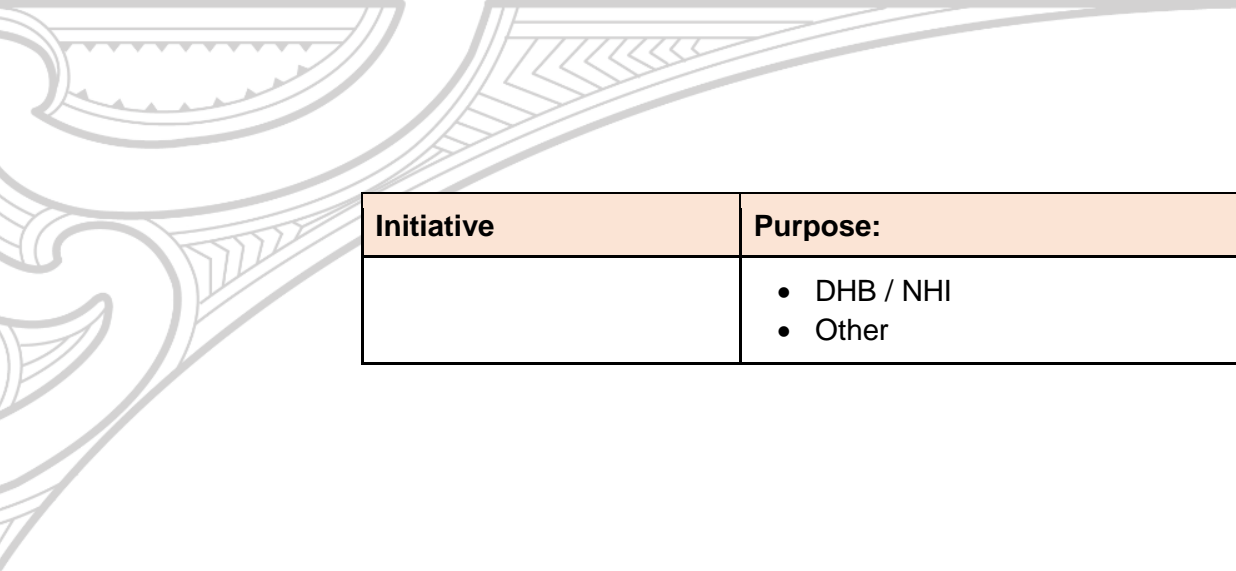 Initiative
Purpose:
• DHB / NHI
• Other